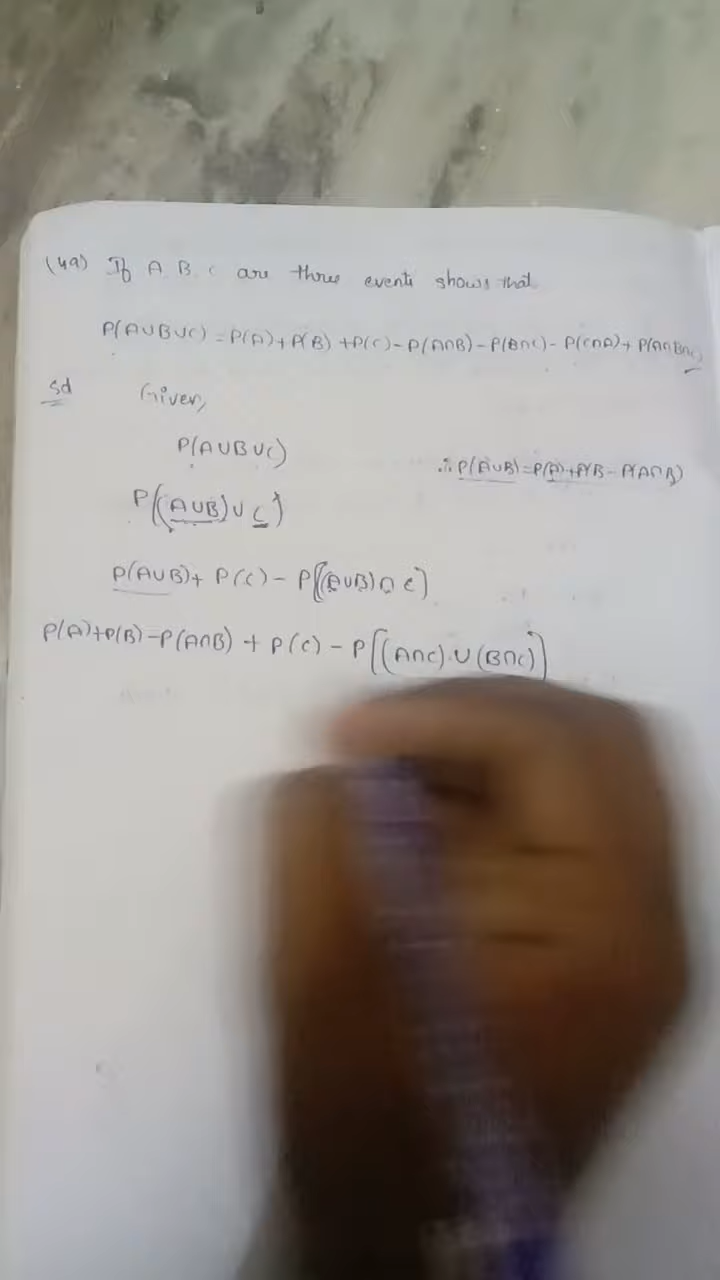 (4a) If A, B, C are three events shows that
P(A∪B∪C) = P(A) + P(B) + P(C) - P(A∩B) - P(B∩C) - P(C∩A) + P(A∩B∩C)
Sol Given,
P(A∪B∪C)
∴ P(A∪B) = P(A) + P(B - P(A∩B)
P((A∪B)∪C)
P(A∪B) + P(C) - P[(A∪B)∩C]
P(A) + P(B) - P(A∩B) + P(C) - P[(A∩C)∪(B∩C)]